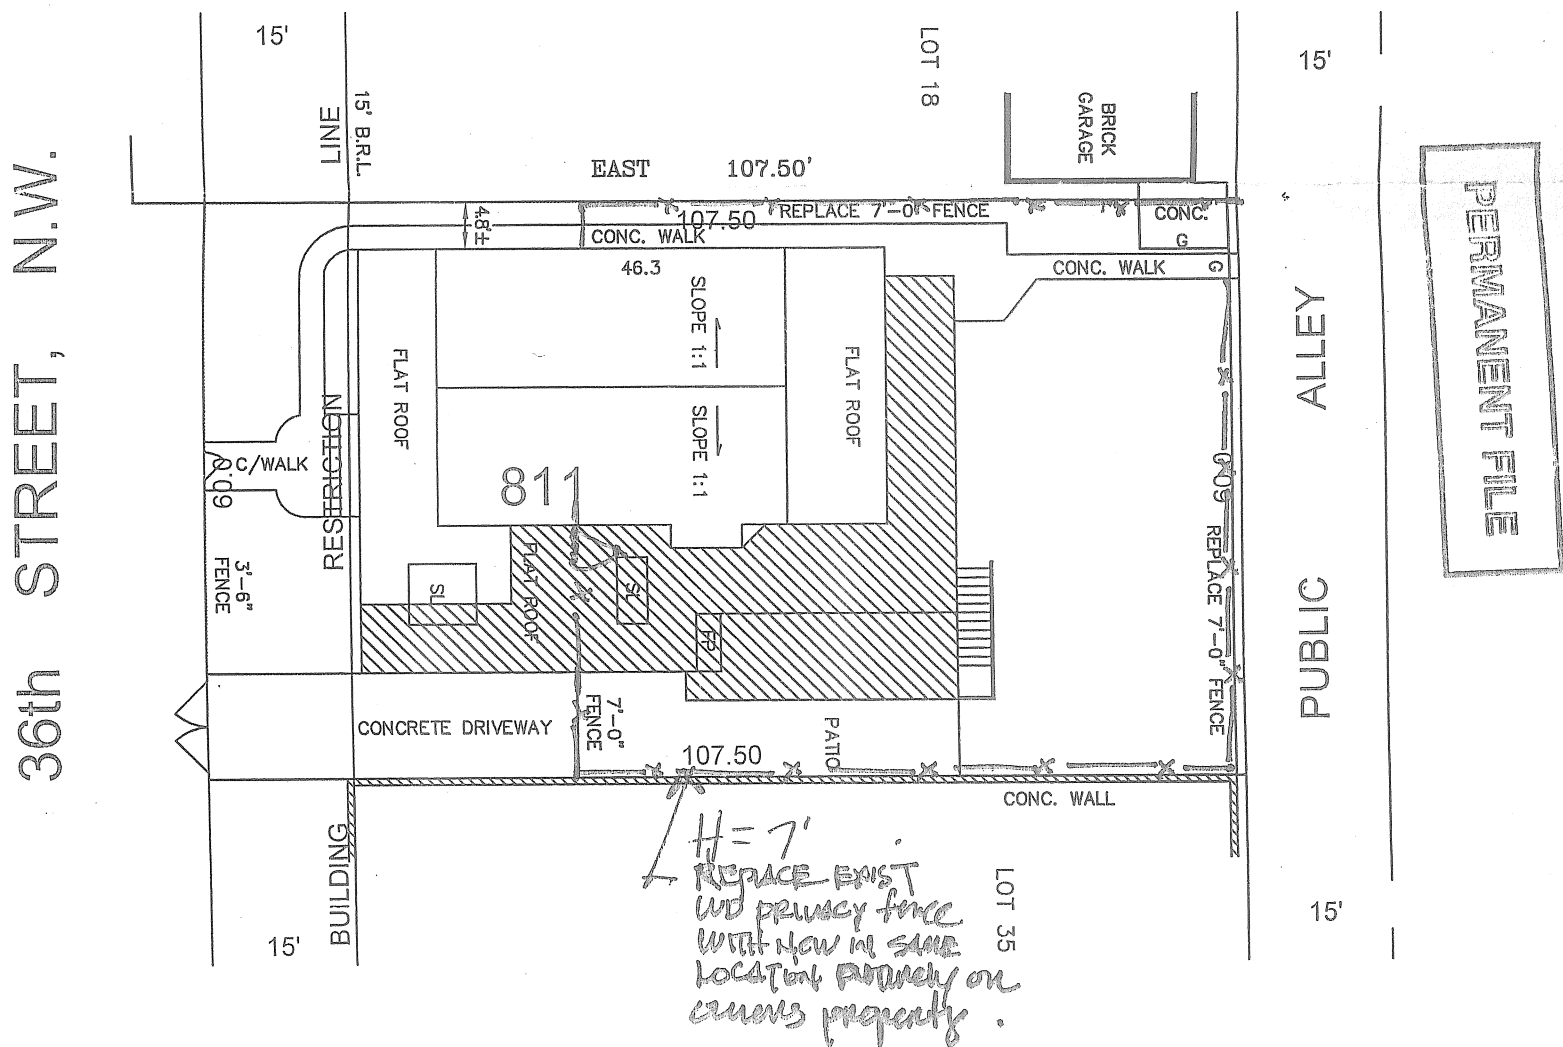 15'
LINE
15' B.R.L.
LOT 18
BRICK
GARAGE
15'
EAST 107.50'
36th STREET, N.W.
4.8'±
107.50
REPLACE 7'-0" FENCE
CONC.
G
CONC. WALK
46.3
CONC. WALK
G
SLOPE 1:1
SLOPE 1:1
FLAT ROOF
FLAT ROOF
PERMANENT FILE
PUBLIC ALLEY
RESTRICTION
C/WALK
60.0
811
60.0
REPLACE 7'-0" FENCE
3'-6"
FENCE
SL
FLAT ROOF
SL
FP
CONCRETE DRIVEWAY
7'-0"
FENCE
107.50
PATIO
CONC. WALL
BUILDING
15'
LOT 35
15'
H = 7'
REPLACE EXIST
WD PRIVACY fence
WITH NEW IN SAME
LOCATION ENTIRELY ON
owners property.